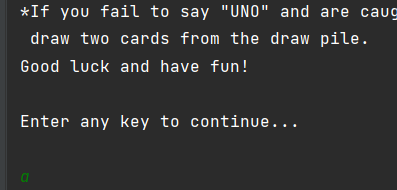 *If you fail to say "UNO" and are
draw two cards from the draw pile.
Good luck and have fun!
Enter any key to continue...
a